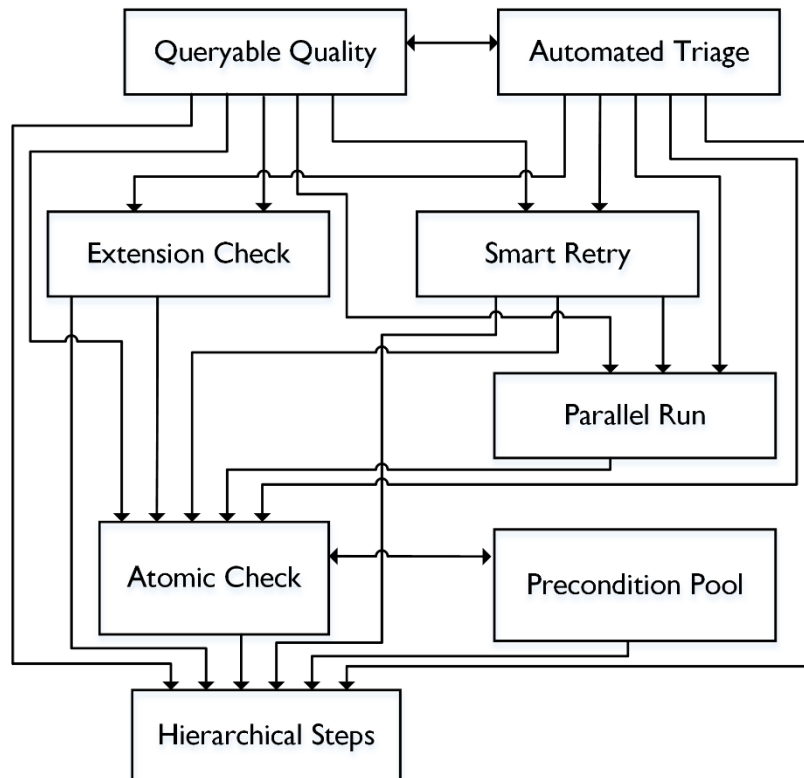 Queryable Quality
Automated Triage
Extension Check
Smart Retry
Parallel Run
Atomic Check
Precondition Pool
Hierarchical Steps